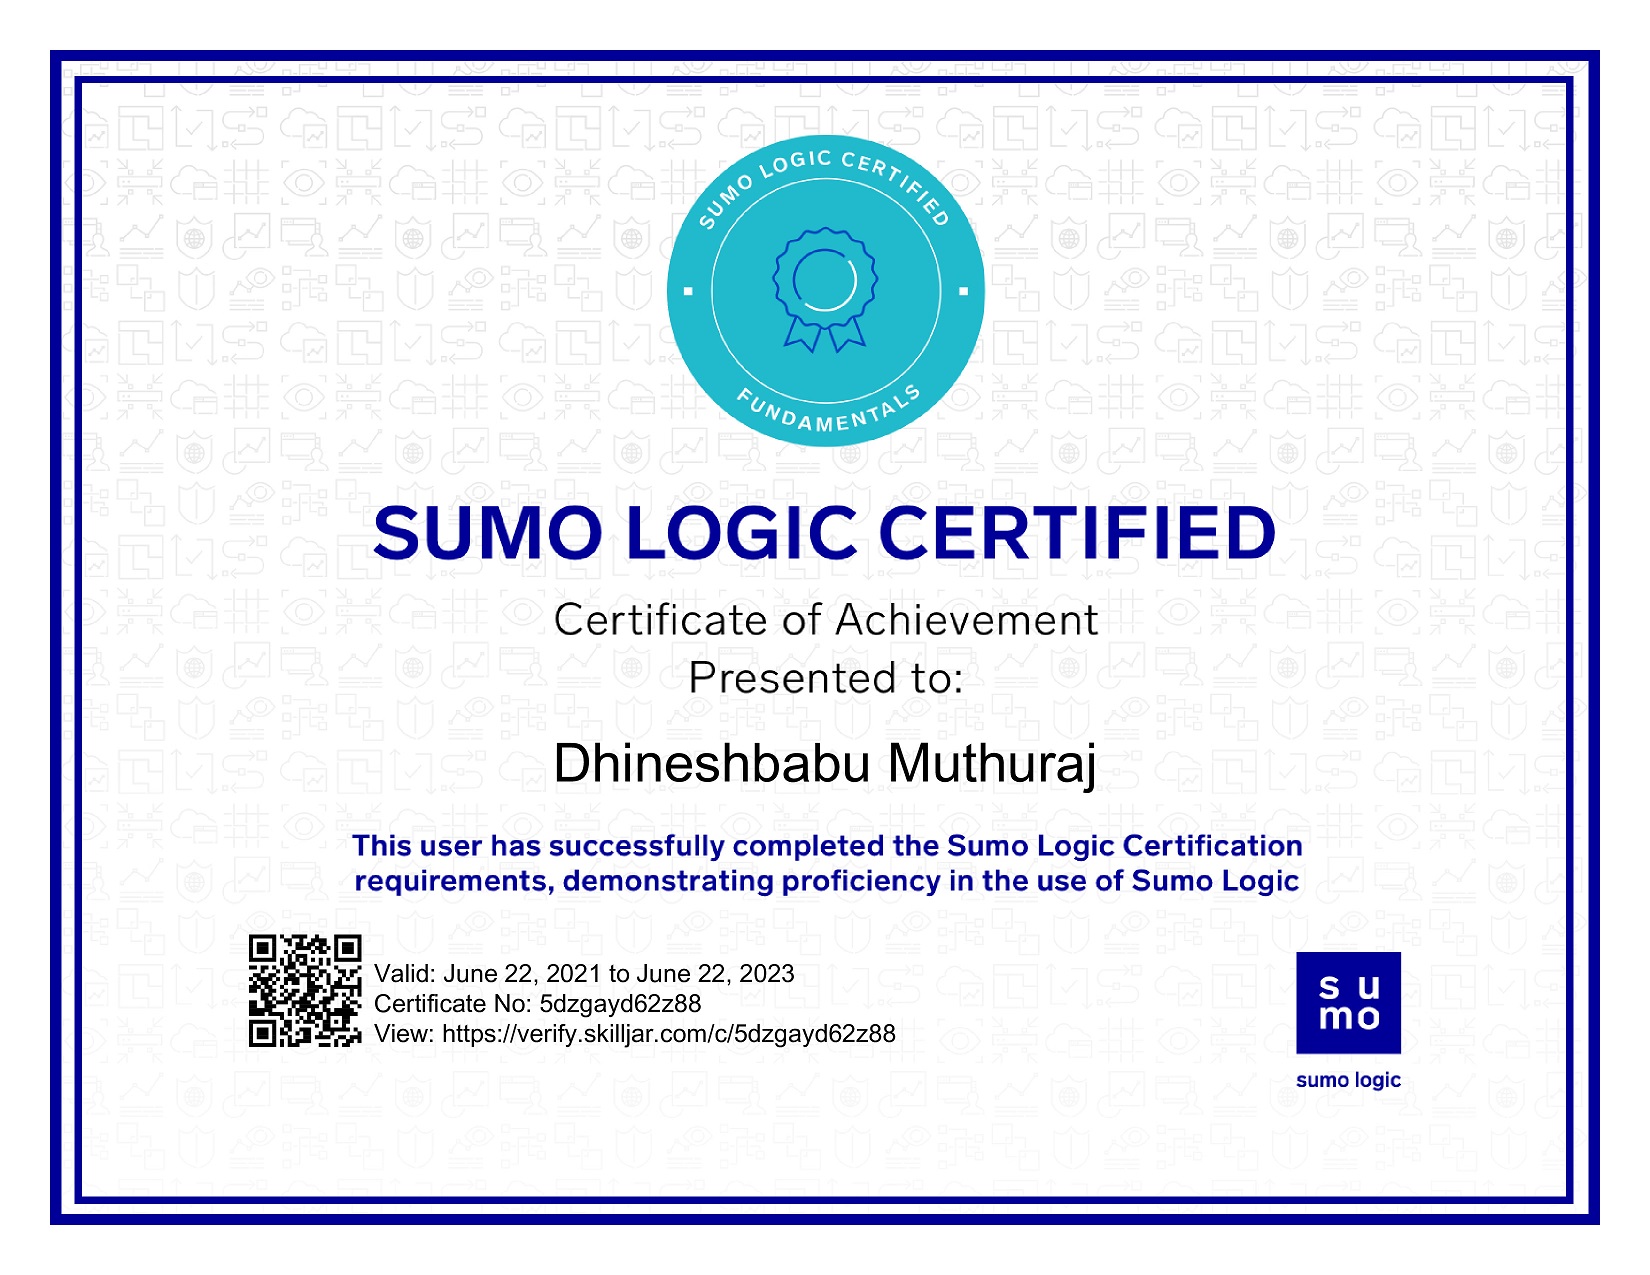 SUMO LOGIC CERTIFIED
FUNDAMENTALS
SUMO LOGIC CERTIFIED
Certificate of Achievement
Presented to:
Dhineshbabu Muthuraj
This user has successfully completed the Sumo Logic Certification
requirements, demonstrating proficiency in the use of Sumo Logic
Valid: June 22, 2021 to June 22, 2023
Certificate No: 5dzgayd62z88
View: https://verify.skilljar.com/c/5dzgayd62z88
su
mo
sumo logic